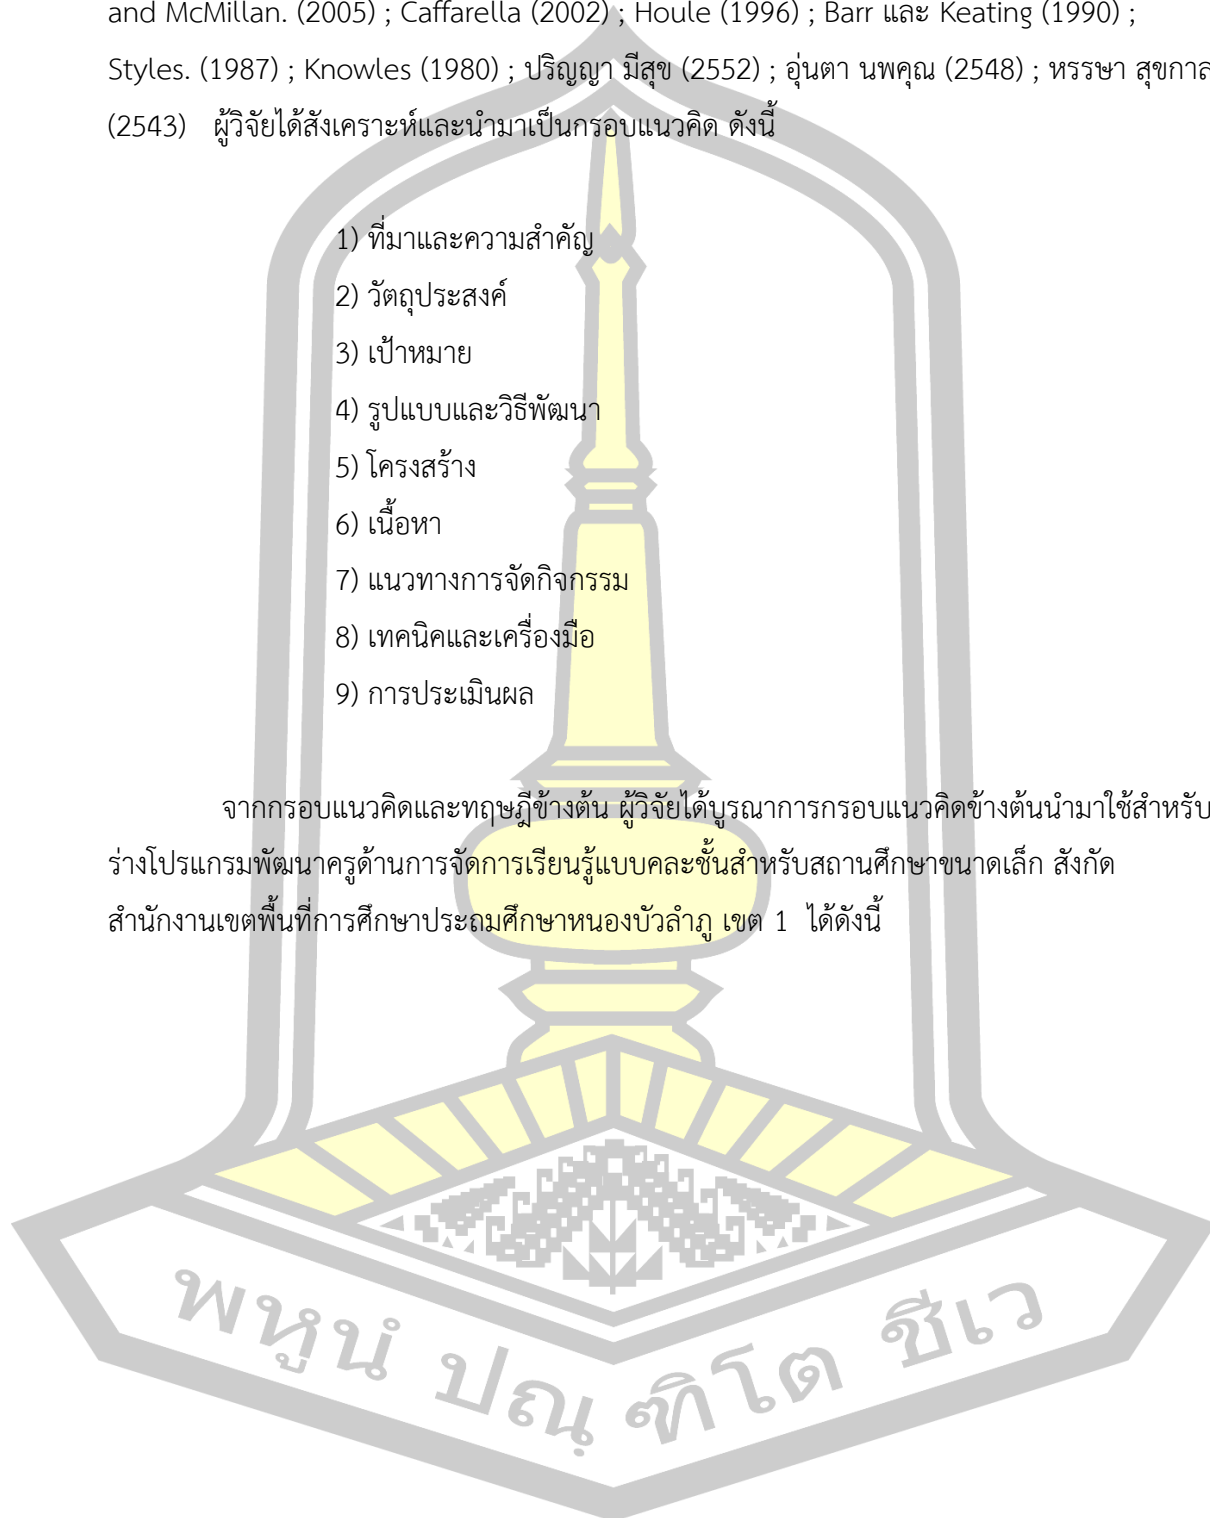 and McMillan. (2005) ; Caffarella (2002) ; Houle (1996) ; Barr และ Keating (1990) ;
Styles. (1987) ; Knowles (1980) ; ปริญญา มีสุข (2552) ; อุ่นตา นพคุณ (2548) ; หรรษา สุขกาล
(2543) ผู้วิจัยได้สังเคราะห์และนำมาเป็นกรอบแนวคิด ดังนี้
1) ที่มาและความสำคัญ
2) วัตถุประสงค์
3) เป้าหมาย
4) รูปแบบและวิธีพัฒนา
5) โครงสร้าง
6) เนื้อหา
7) แนวทางการจัดกิจกรรม
8) เทคนิคและเครื่องมือ
9) การประเมินผล
จากกรอบแนวคิดและทฤษฎีข้างต้น ผู้วิจัยได้บูรณาการกรอบแนวคิดข้างต้นนำมาใช้สำหรับ
ร่างโปรแกรมพัฒนาครูด้านการจัดการเรียนรู้แบบคละชั้นสำหรับสถานศึกษาขนาดเล็ก สังกัด
สำนักงานเขตพื้นที่การศึกษาประถมศึกษาหนองบัวลำภู เขต 1 ได้ดังนี้
พหูนํ ปณฺฑิโต ชีเว